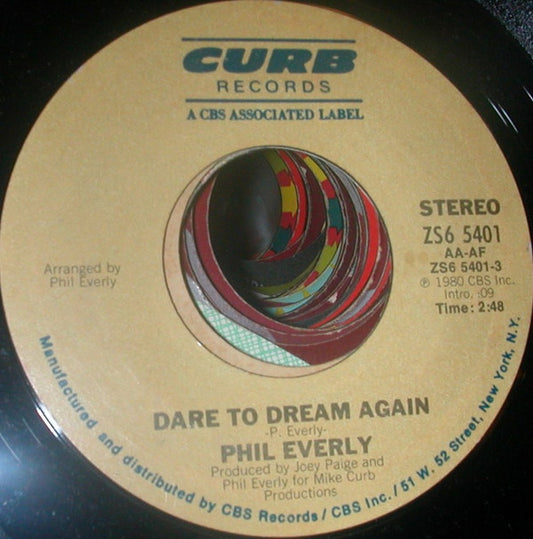 CURB
RECORDS
A CBS ASSOCIATED LABEL
STEREO
ZS6 5401
AA-AF
ZS6 5401-3
℗ 1980 CBS Inc.
Intro. :09
Time: 2:48
Arranged by
Phil Everly
DARE TO DREAM AGAIN
-P. Everly-
PHIL EVERLY
Produced by Joey Paige and
Phil Everly for Mike Curb
Productions
Manufactured and distributed by CBS Records / CBS Inc. / 51 W. 52 Street, New York, N.Y.